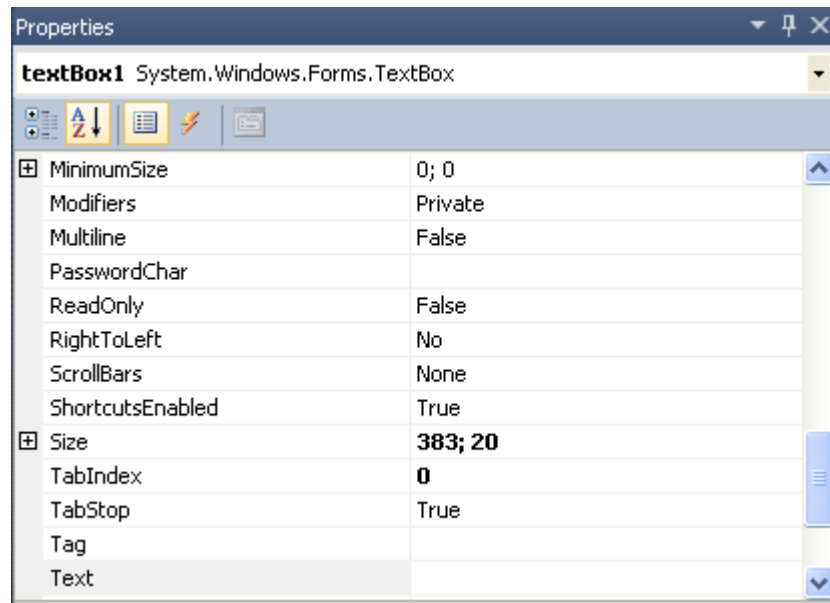 Properties
textBox1 System.Windows.Forms.TextBox
A Z
MinimumSize 0; 0
Modifiers Private
Multiline False
PasswordChar
ReadOnly False
RightToLeft No
ScrollBars None
ShortcutsEnabled True
Size 383; 20
TabIndex 0
TabStop True
Tag
Text